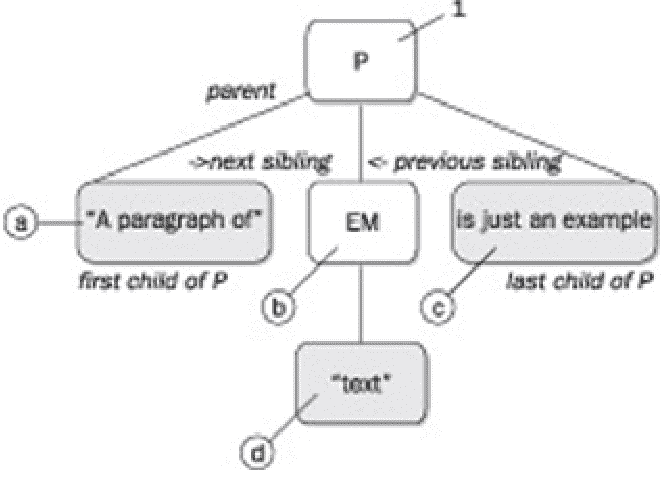 1
P
parent
->next sibling
<- previous sibling
a
"A paragraph of"
EM
is just an example
first child of P
last child of P
b
c
"text"
d